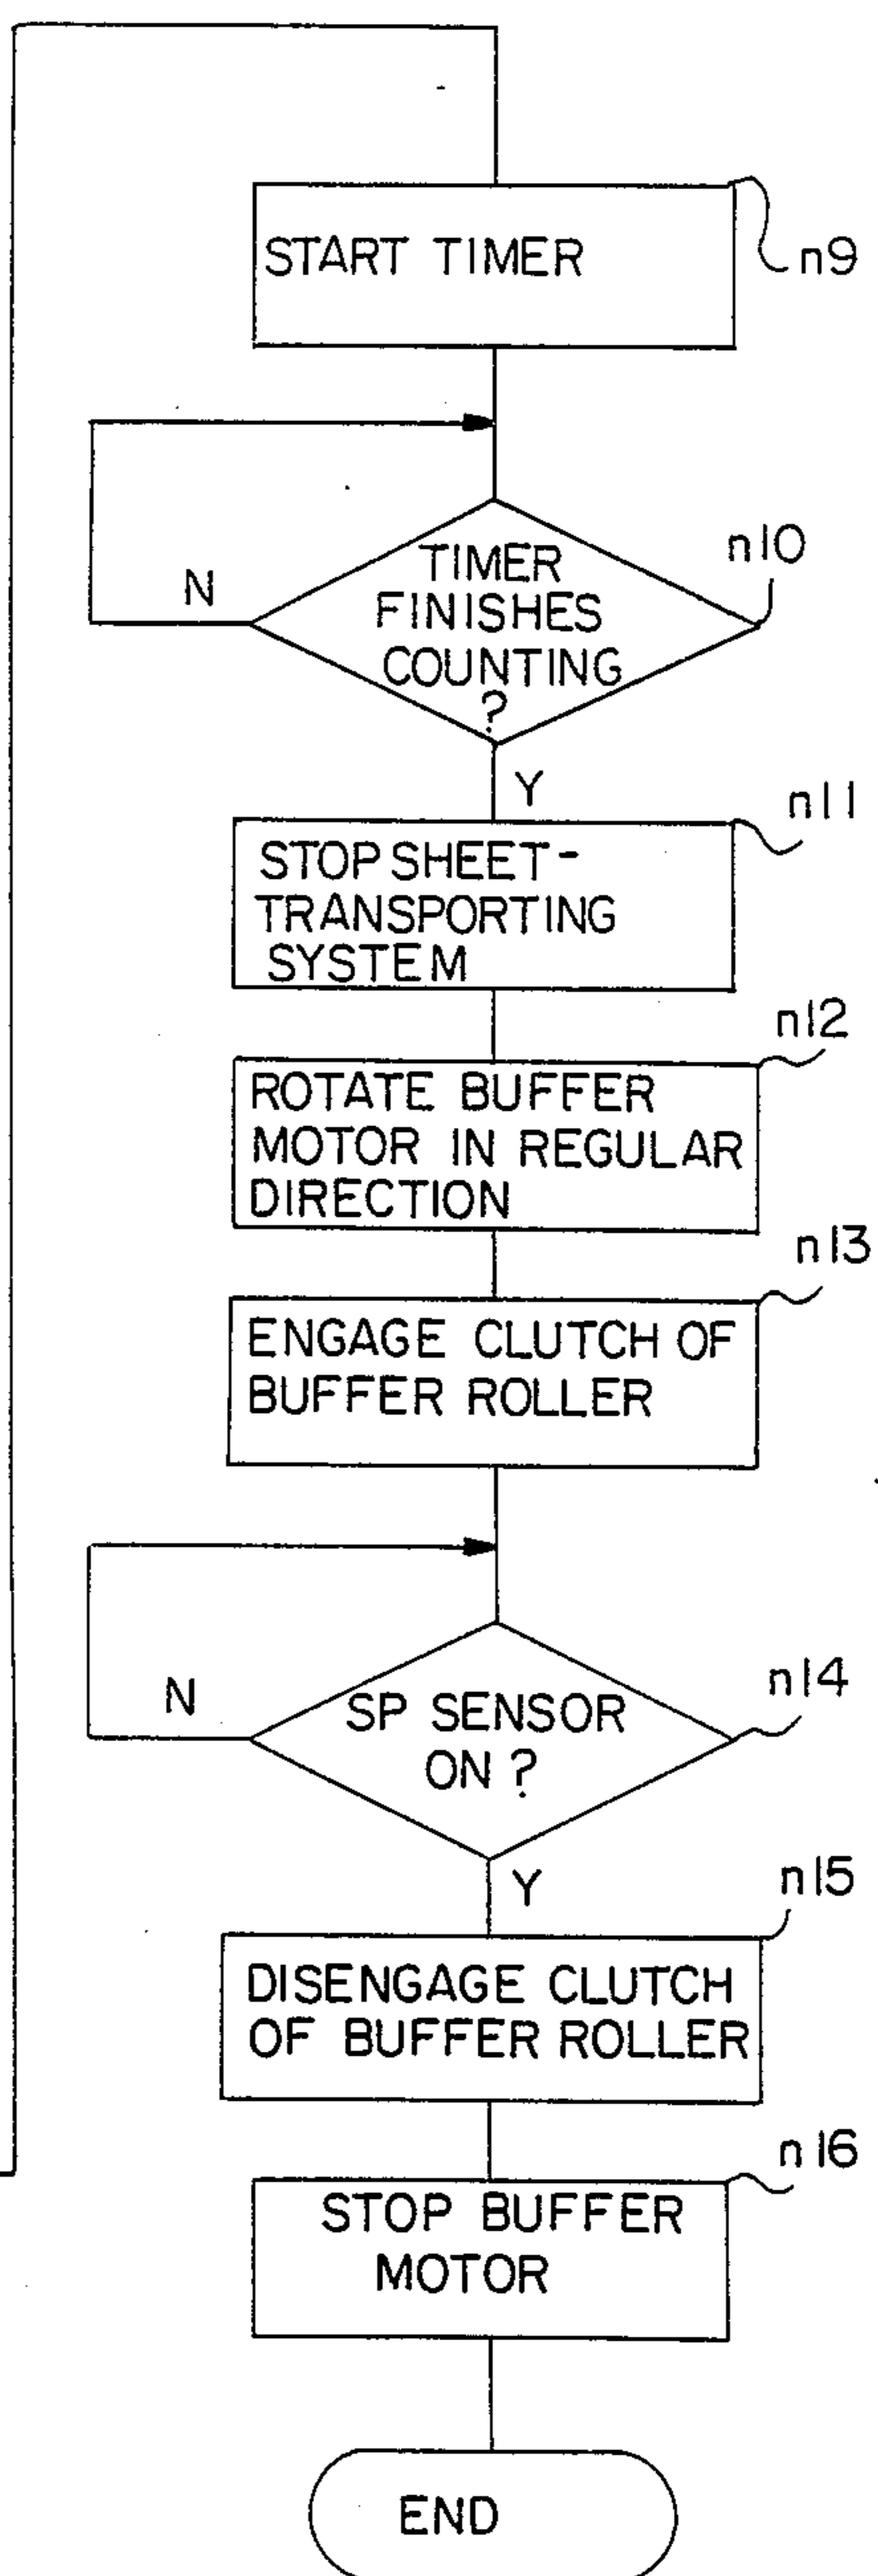 START TIMER
n9
TIMER
FINISHES
COUNTING
?
n10
N
Y
STOP SHEET-
TRANSPORTING
SYSTEM
n11
ROTATE BUFFER
MOTOR IN REGULAR
DIRECTION
n12
ENGAGE CLUTCH OF
BUFFER ROLLER
n13
SP SENSOR
ON ?
n14
N
Y
DISENGAGE CLUTCH
OF BUFFER ROLLER
n15
STOP BUFFER
MOTOR
n16
END